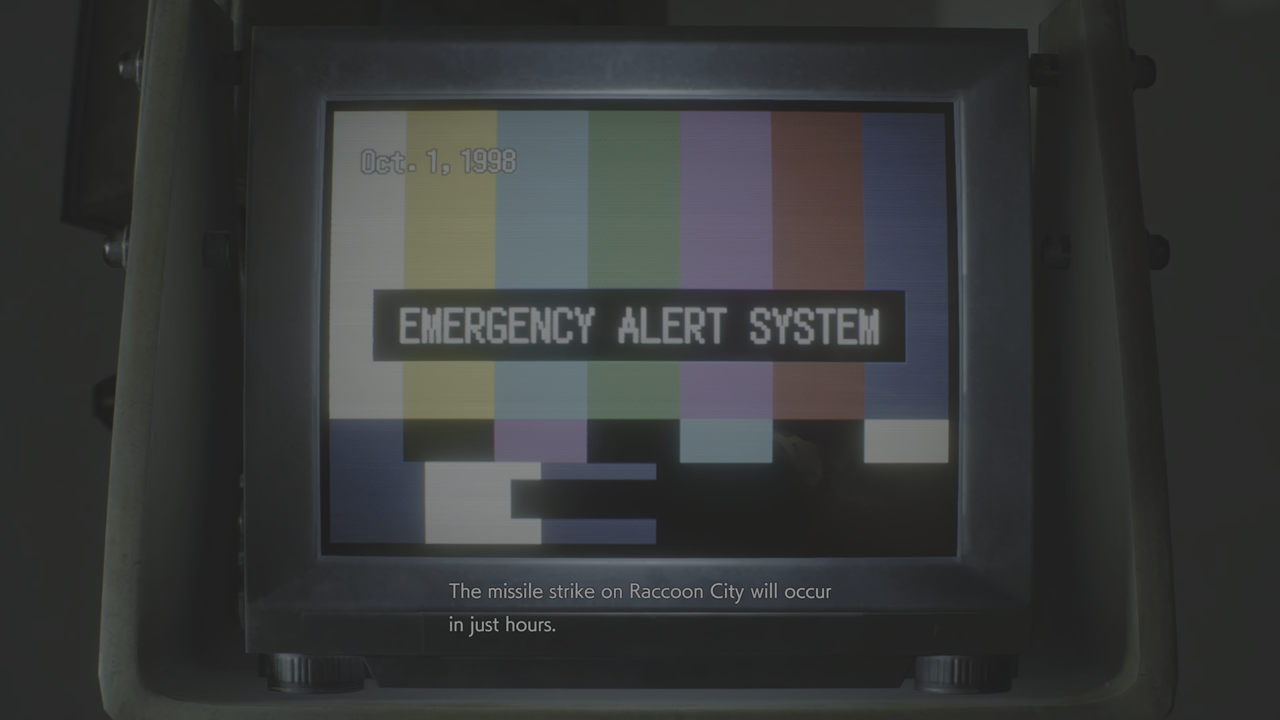 Oct. 1, 1998
EMERGENCY ALERT SYSTEM
The missile strike on Raccoon City will occur
in just hours.